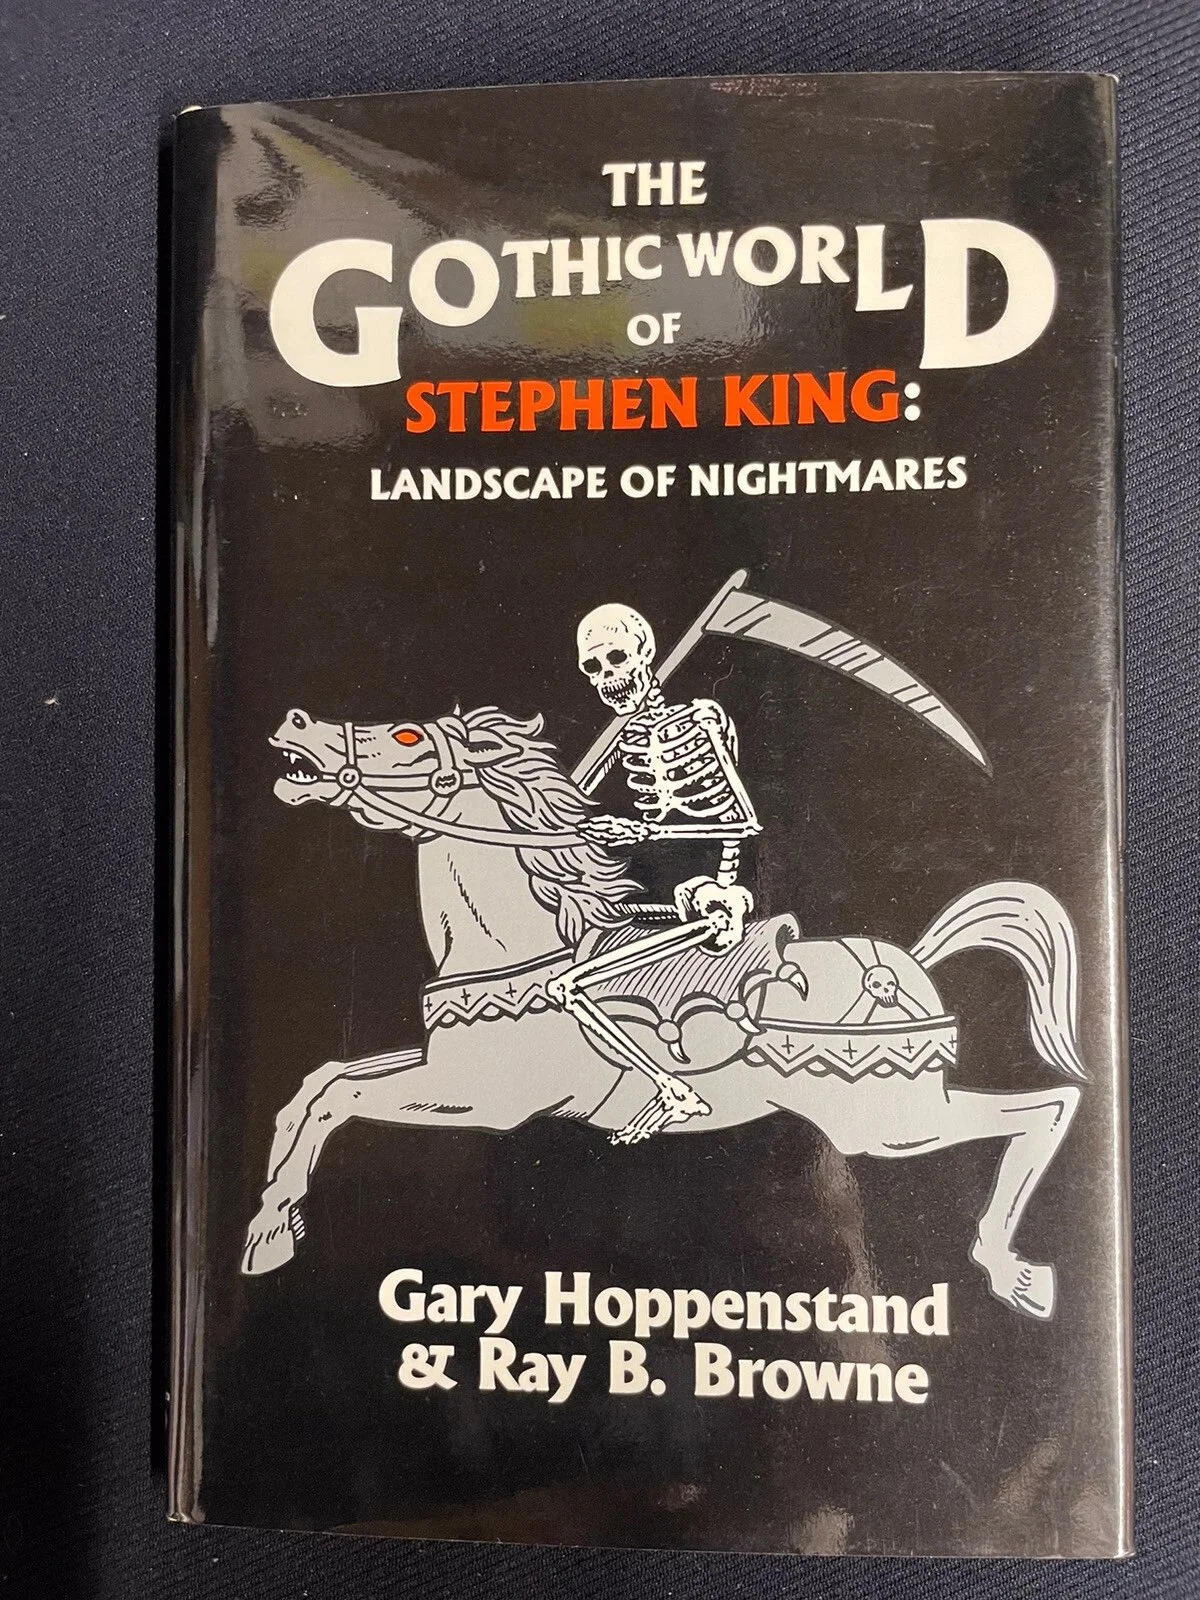 THE
GOTHIC WORLD
OF
STEPHEN KING:
LANDSCAPE OF NIGHTMARES
Gary Hoppenstand
& Ray B. Browne